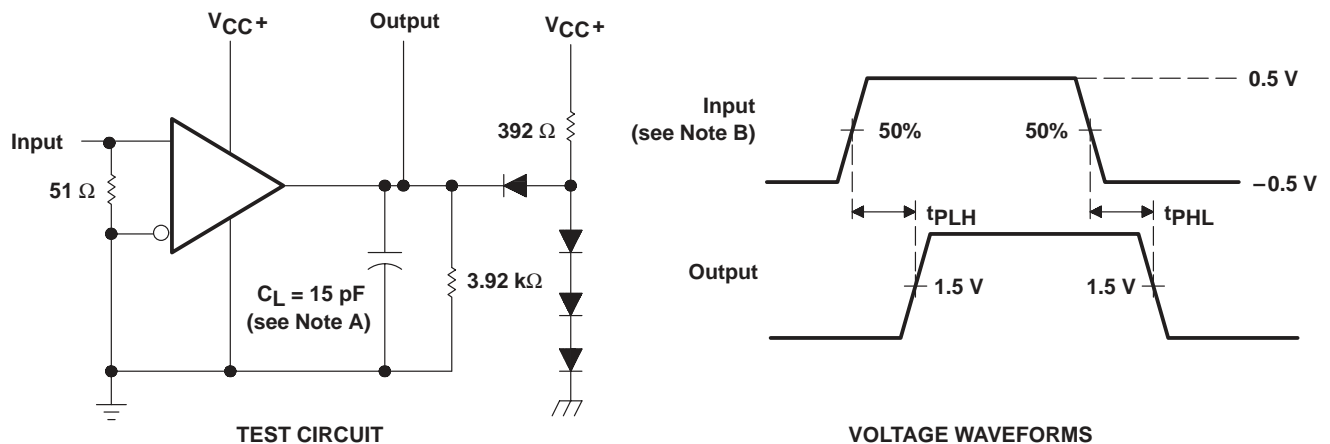 VCC+
Output
VCC+
Input
51 Ω
392 Ω
CL = 15 pF
(see Note A)
3.92 kΩ
TEST CIRCUIT
0.5 V
Input
(see Note B)
50%
50%
−0.5 V
tPLH
tPHL
Output
1.5 V
1.5 V
VOLTAGE WAVEFORMS